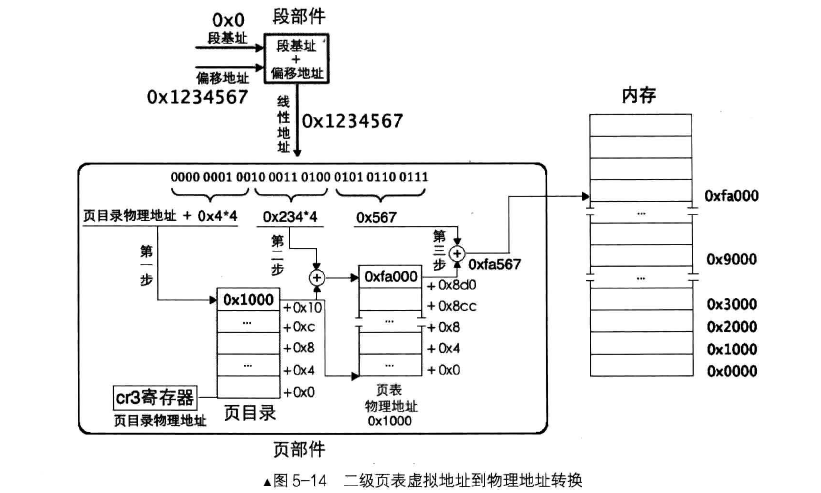 0x0
段基址
段部件
段基址
+
偏移地址
偏移地址
0x1234567
线性地址
0x1234567
内存
0xfa000
...
0x9000
...
0x3000
0x2000
0x1000
0x0000
0000 0001 0010 0011 0100 0101 0110 0111
页目录物理地址 + 0x4*4
0x234*4
0x567
第一步
第二步
第三步
+
+
0xfa567
0x1000
...
...
+0x10
+0xc
+0x8
+0x4
+0x0
0xfa000
...
...
+0x8d0
+0x8cc
+0x8
+0x4
+0x0
cr3寄存器
页目录物理地址
页目录
页表
物理地址
0x1000
页部件
▲图 5-14 二级页表虚拟地址到物理地址转换